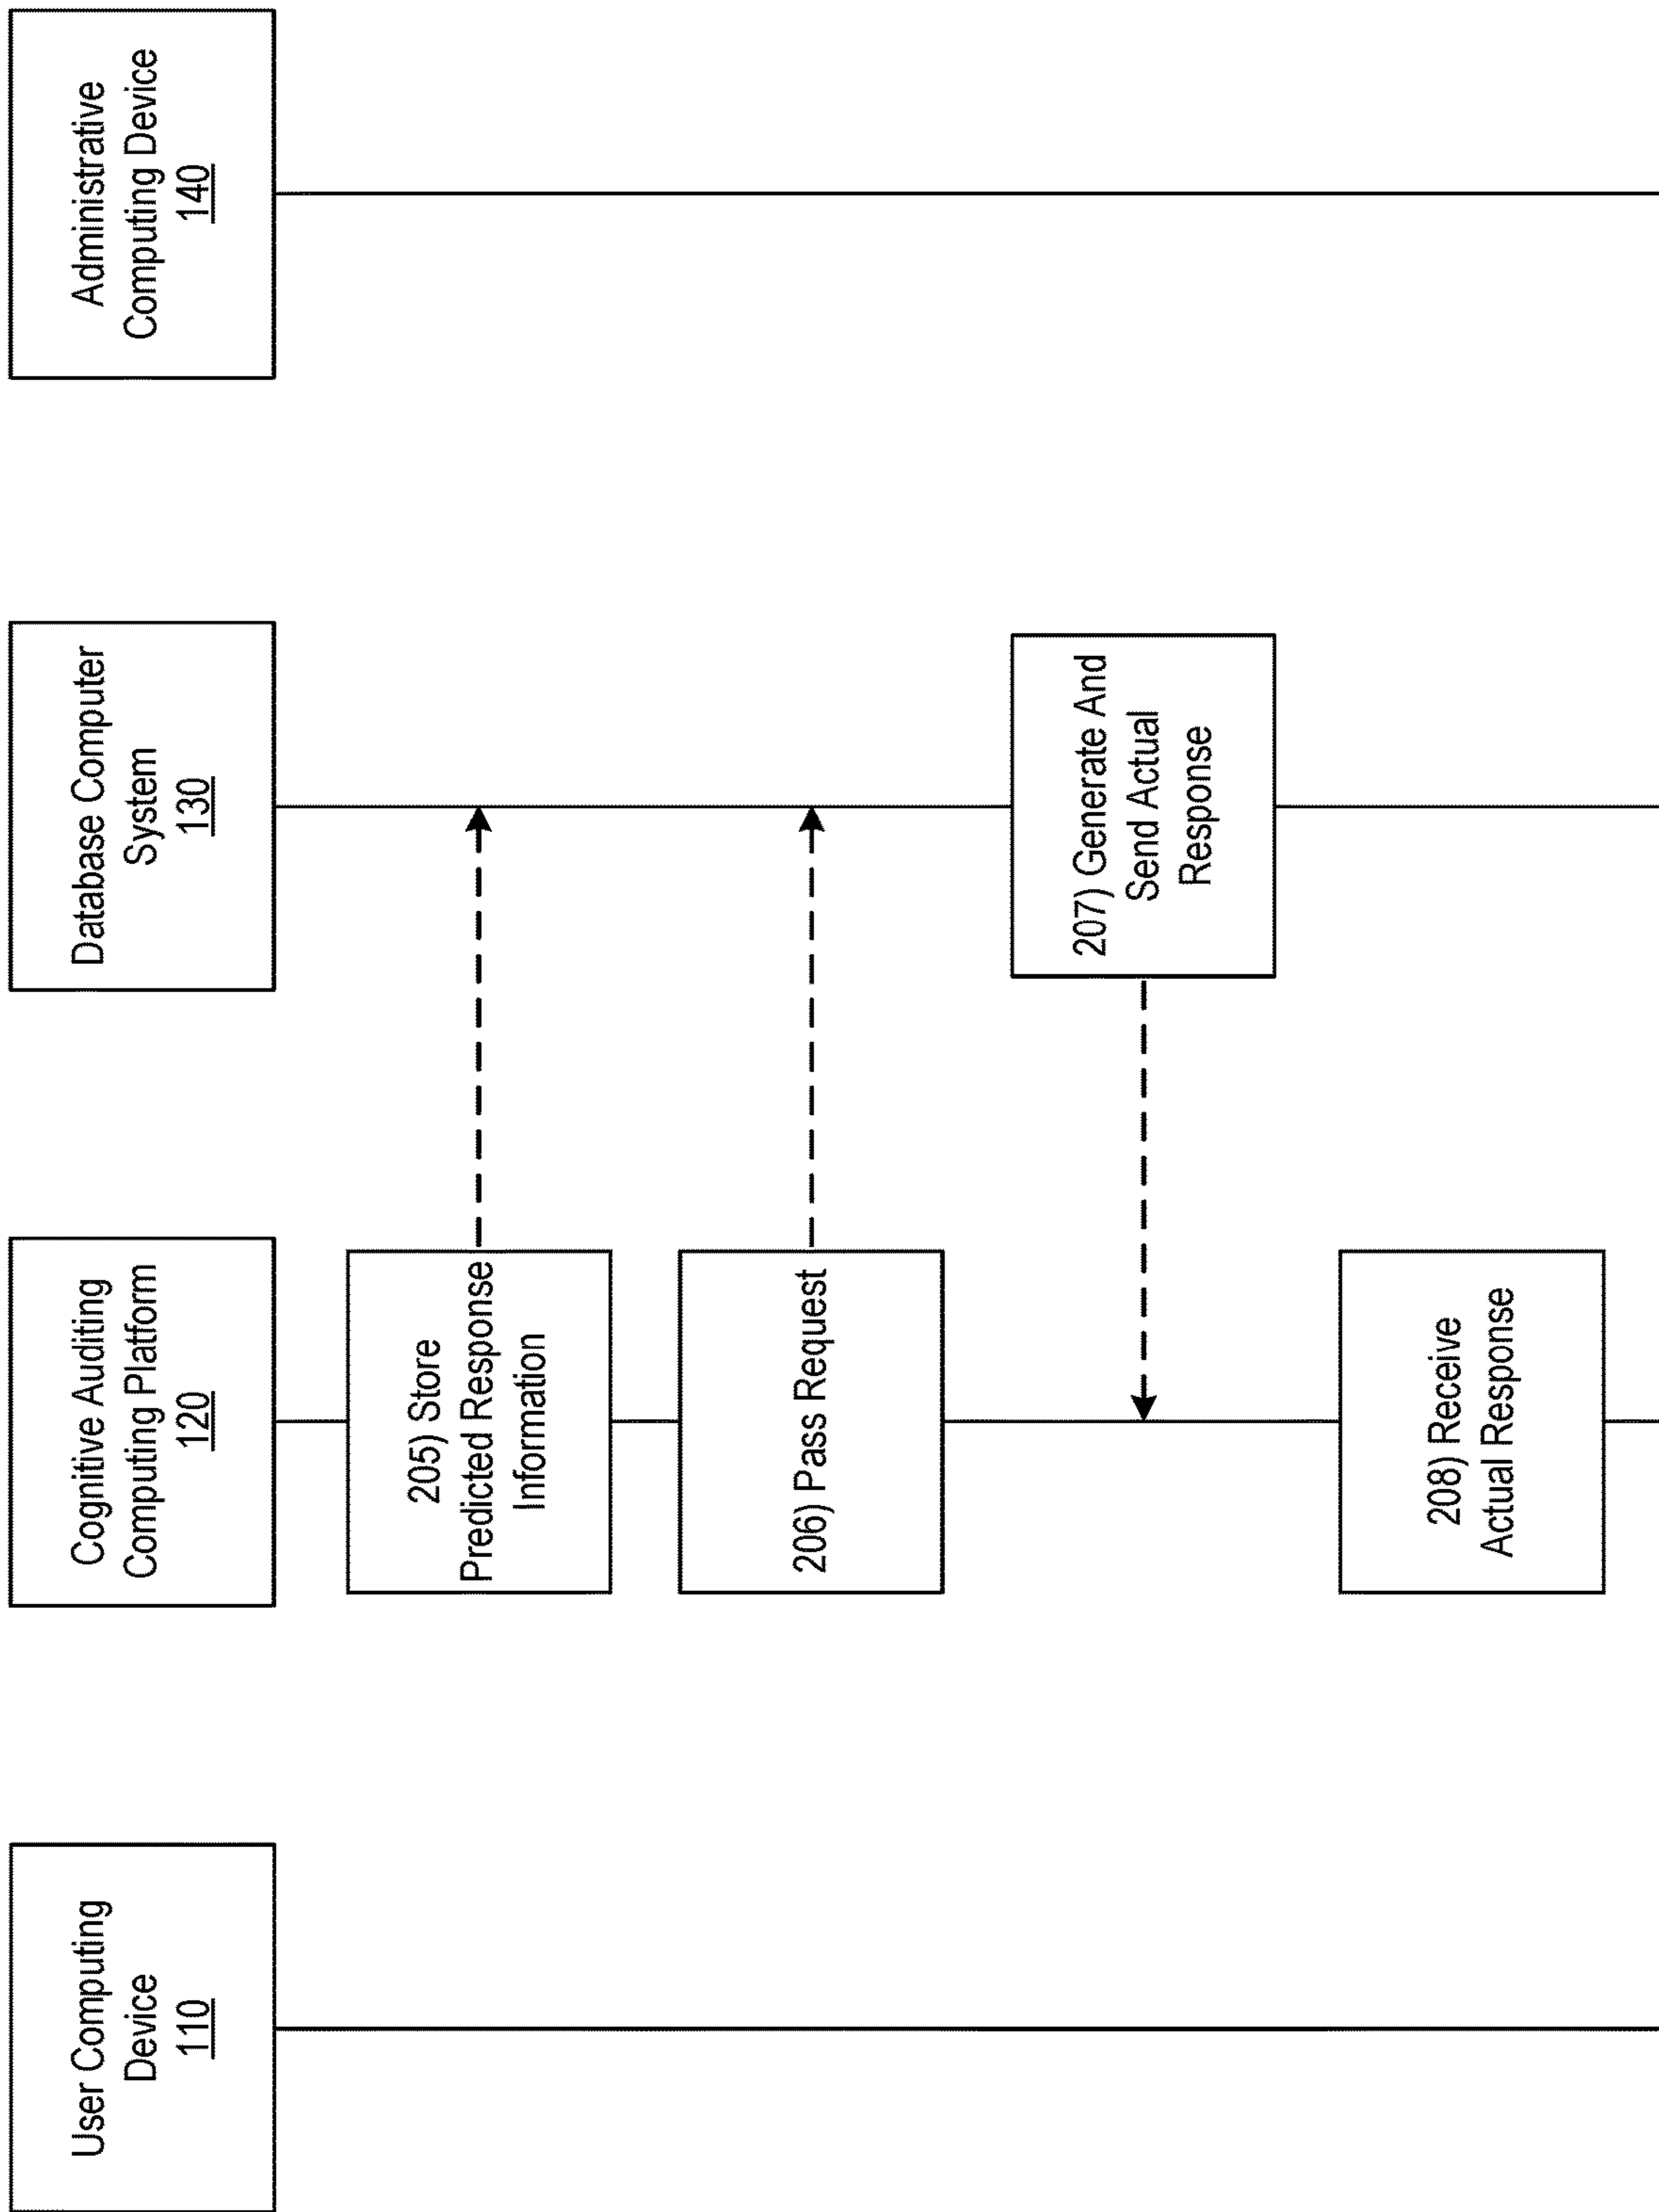 User Computing
Device
110
Cognitive Auditing
Computing Platform
120
Database Computer
System
130
Administrative
Computing Device
140
205) Store
Predicted Response
Information
206) Pass Request
207) Generate And
Send Actual
Response
208) Receive
Actual Response